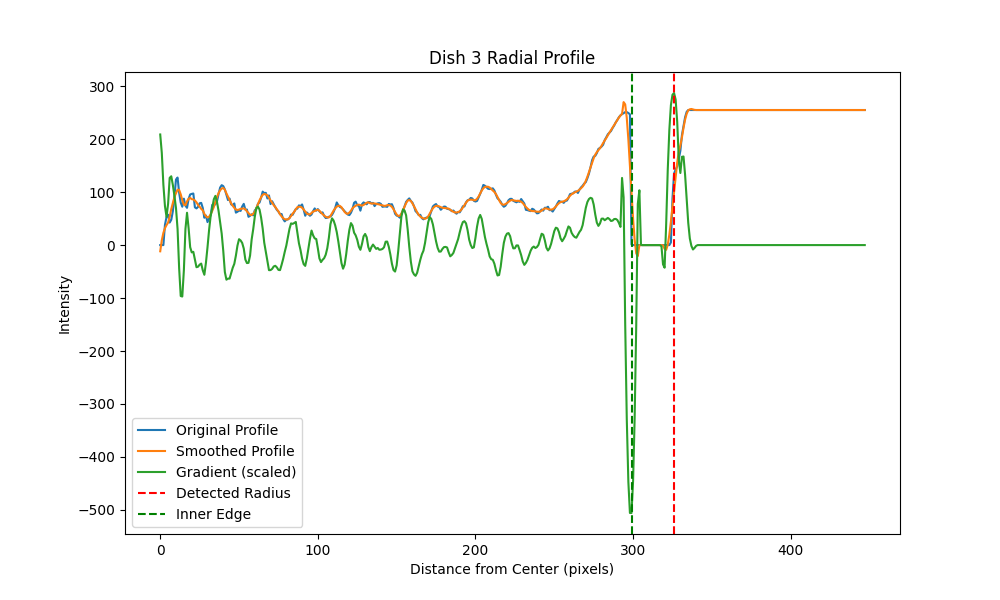 Dish 3 Radial Profile
300
200
100
0
−100
−200
−300
−400
−500
Intensity
Original Profile
Smoothed Profile
Gradient (scaled)
Detected Radius
Inner Edge
0 100 200 300 400
Distance from Center (pixels)